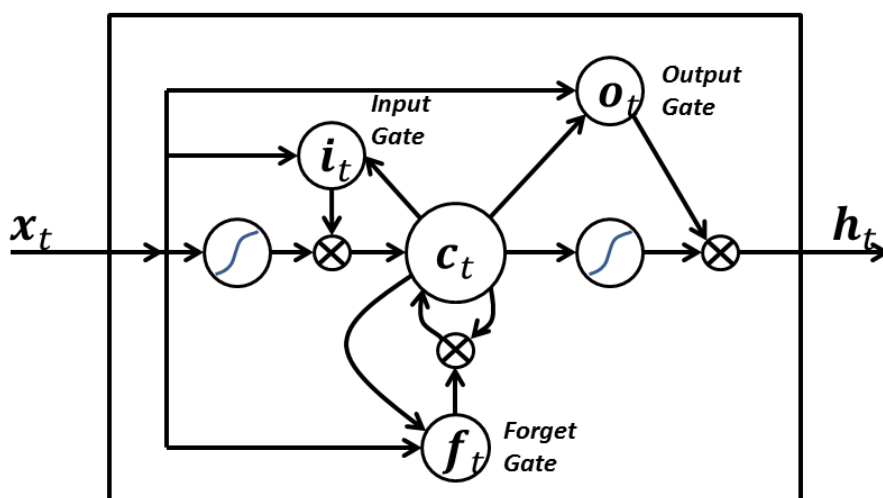 Output
Gate
o_t
Input
Gate
i_t
x_t
c_t
h_t
f_t
Forget
Gate